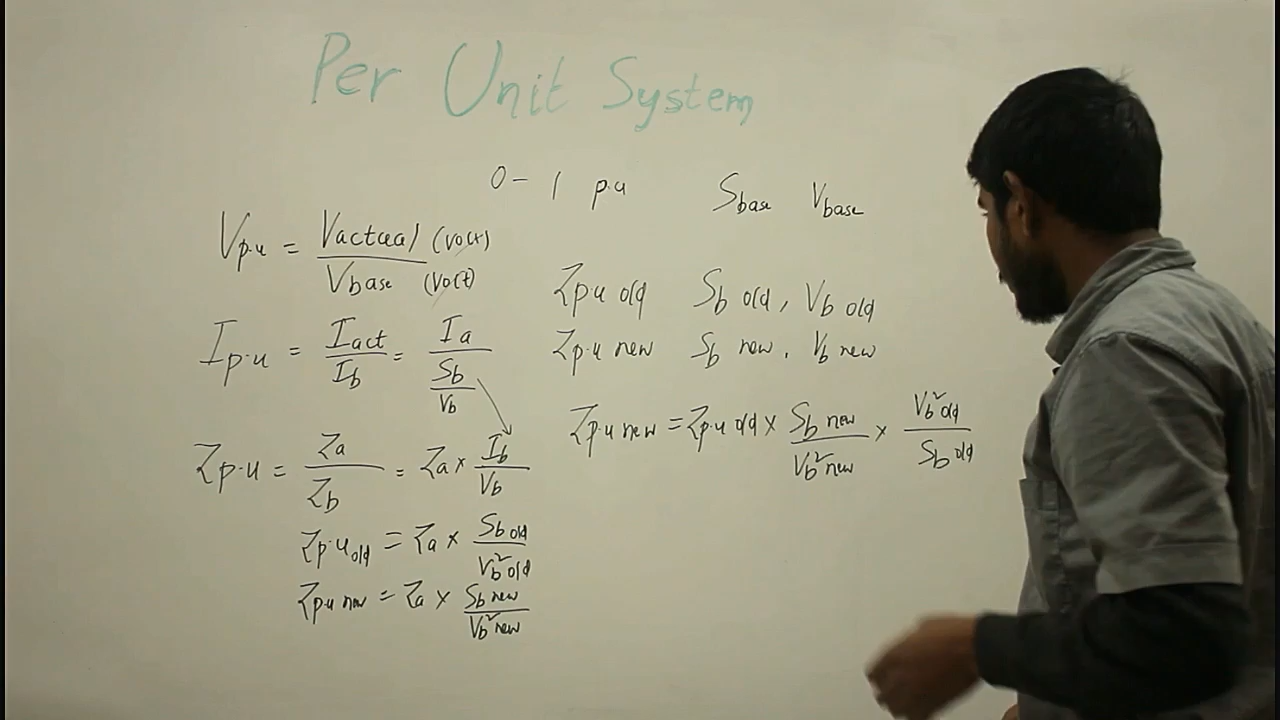 Per Unit System
0 - 1 p.u
Sbase Vbase
Vp.u = Vactual (volt) / Vbase (volt)
Ip.u = Iact / Ib = Ia / (Sb / Vb)
Zp.u = Za / Zb = Za × Ib / Vb
Zp.u old = Za × Sb old / Vb² old
Zp.u new = Za × Sb new / Vb² new
Zp.u old Sb old, Vb old
Zp.u new Sb new, Vb new
Zp.u new = Zp.u old × Sb new / Vb² new × Vb² old / Sb old